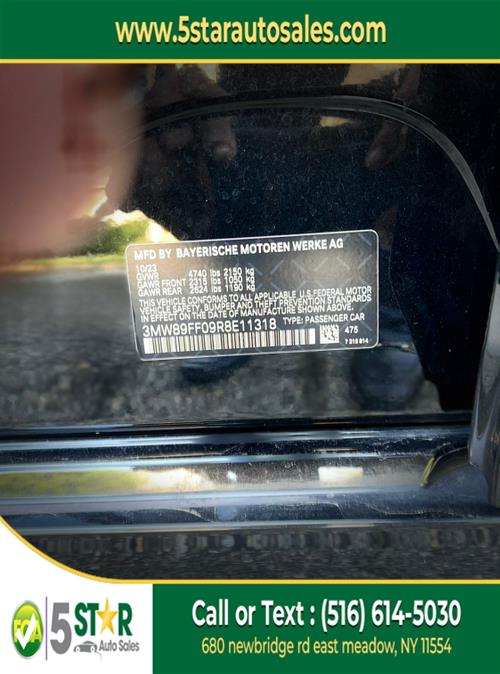 www.5starautosales.com
MFD BY BAYERISCHE MOTOREN WERKE AG
10/23
GVWR 4740 lbs 2150 kg
GAWR FRONT 2315 lbs 1050 kg
GAWR REAR 2624 lbs 1190 kg
THIS VEHICLE CONFORMS TO ALL APPLICABLE U.S. FEDERAL MOTOR
VEHICLE SAFETY, BUMPER AND THEFT PREVENTION STANDARDS
IN EFFECT ON THE DATE OF MANUFACTURE SHOWN ABOVE.
3MW89FF09R8E11318 TYPE: PASSENGER CAR
475
7 316 814
5 STAR
Auto Sales
Call or Text : (516) 614-5030
680 newbridge rd east meadow, NY 11554